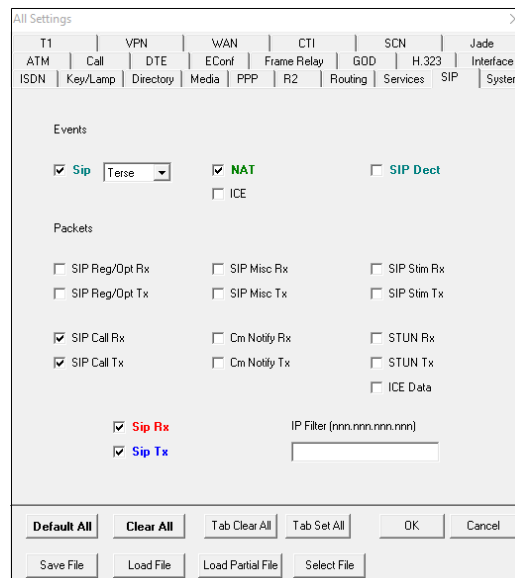 All Settings
T1 VPN WAN CTI SCN Jade
ATM Call DTE EConf Frame Relay GOD H.323 Interface
ISDN Key/Lamp Directory Media PPP R2 Routing Services SIP System
Events
Sip Terse NAT SIP Dect
ICE
Packets
SIP Reg/Opt Rx SIP Misc Rx SIP Stim Rx
SIP Reg/Opt Tx SIP Misc Tx SIP Stim Tx
SIP Call Rx Cm Notify Rx STUN Rx
SIP Call Tx Cm Notify Tx STUN Tx
ICE Data
Sip Rx IP Filter (nnn.nnn.nnn.nnn)
Sip Tx
Default All Clear All Tab Clear All Tab Set All OK Cancel
Save File Load File Load Partial File Select File